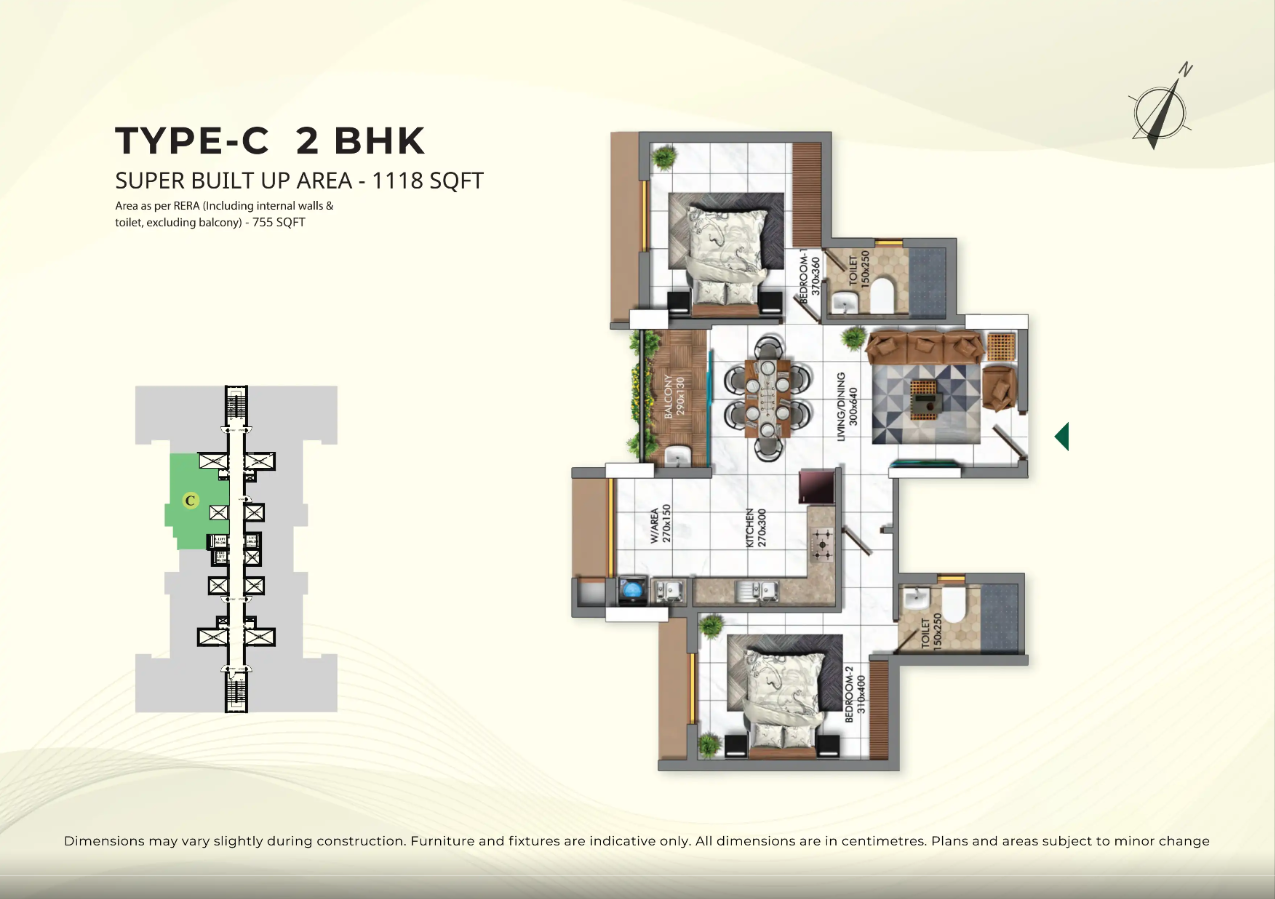 N
TYPE-C 2 BHK
SUPER BUILT UP AREA - 1118 SQFT
Area as per RERA (Including internal walls &
toilet, excluding balcony) - 755 SQFT
BEDROOM-1
370x360
TOILET
150x250
BALCONY
290x130
LIVING/DINING
300x640
C
W/AREA
270x150
KITCHEN
270x300
TOILET
150x250
BEDROOM-2
310x400
Dimensions may vary slightly during construction. Furniture and fixtures are indicative only. All dimensions are in centimetres. Plans and areas subject to minor change